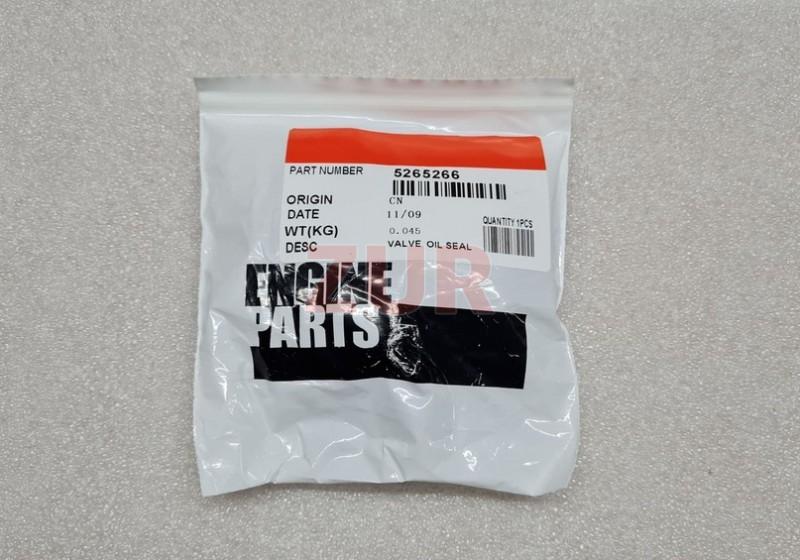 PART NUMBER 5265266
ORIGIN CN
DATE 11/09
QUANTITY 1PCS
WT(KG) 0.045
DESC VALVE OIL SEAL
ZUR
ENGINE
PARTS